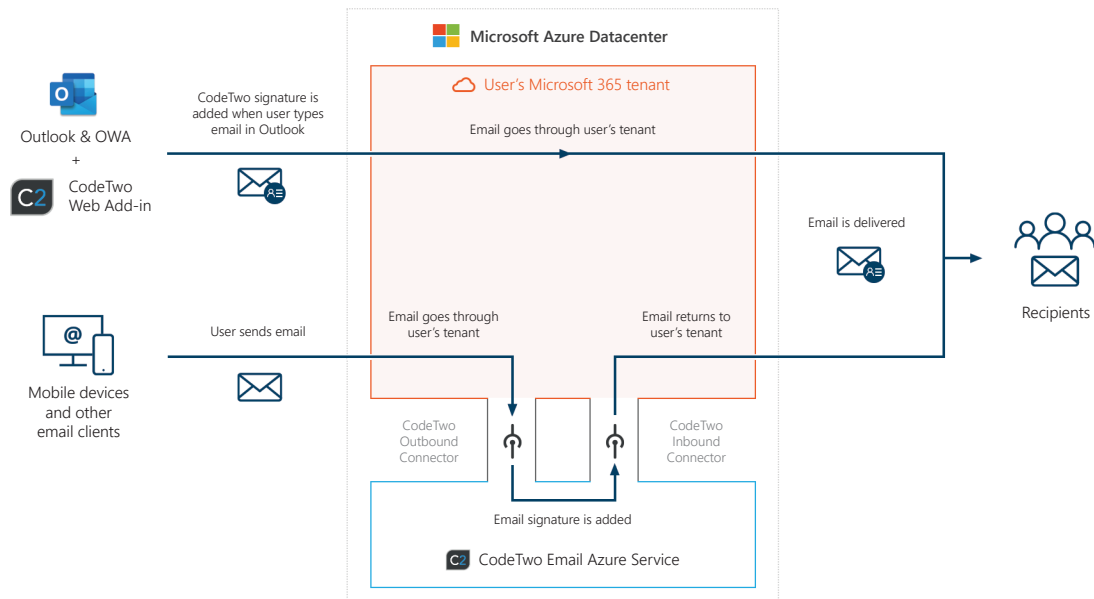 Microsoft Azure Datacenter
User's Microsoft 365 tenant
O
Outlook & OWA
+
C2
CodeTwo
Web Add-in
CodeTwo signature is
added when user types
email in Outlook
Email goes through user's tenant
Email is delivered
Recipients
@
Mobile devices
and other
email clients
User sends email
Email goes through
user's tenant
Email returns to
user's tenant
CodeTwo
Outbound
Connector
CodeTwo
Inbound
Connector
Email signature is added
C2
CodeTwo Email Azure Service